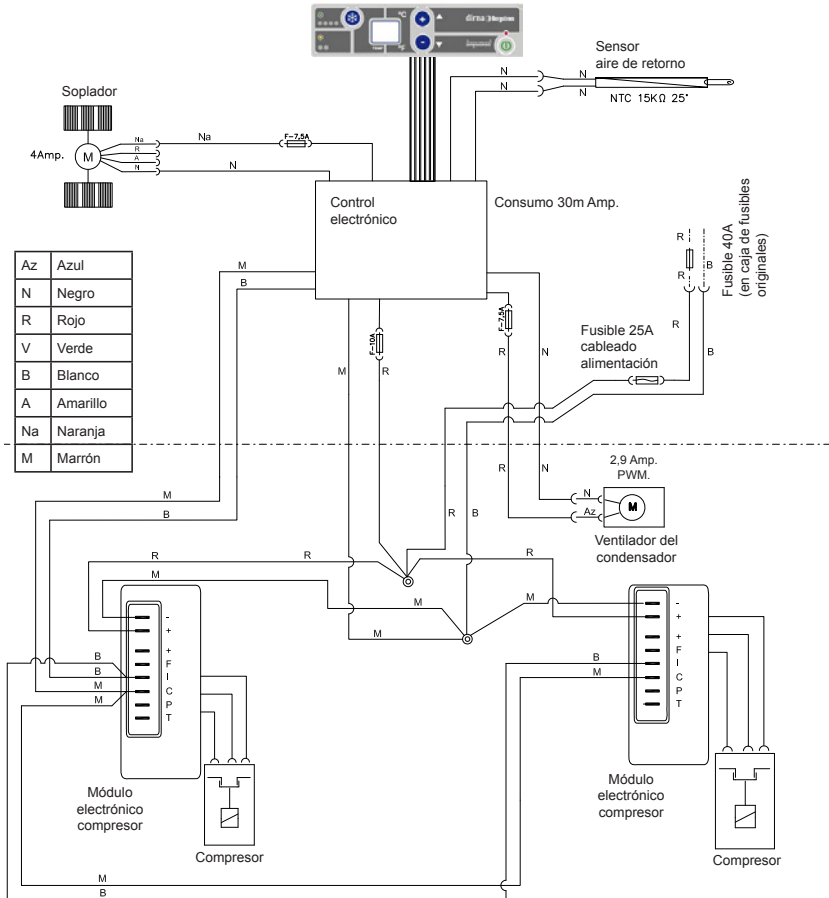 °C
dirna Bergstrom
TEMP
°F
Sensor
aire de retorno
N
N
N
N
NTC 15KΩ 25°
Soplador
4Amp.
M
Na
R
A
N
Na
N
F-7,5A
Control
electrónico
Consumo 30m Amp.
R
R
B
Fusible 40A
(en caja de fusibles
originales)
Az Azul
N Negro
R Rojo
V Verde
B Blanco
A Amarillo
Na Naranja
M Marrón
M
B
F-10A
M
R
F-7,5A
R
N
Fusible 25A
cableado
alimentación
R
B
R
N
2,9 Amp.
PWM.
N
Az
M
Ventilador del
condensador
M
B
R
B
R
R
R
M
M
M
M
-
+
+
F
I
C
P
T
B
B
M
M
Módulo
electrónico
compresor
Compresor
-
+
+
F
I
C
P
T
B
M
Módulo
electrónico
compresor
Compresor
M
B